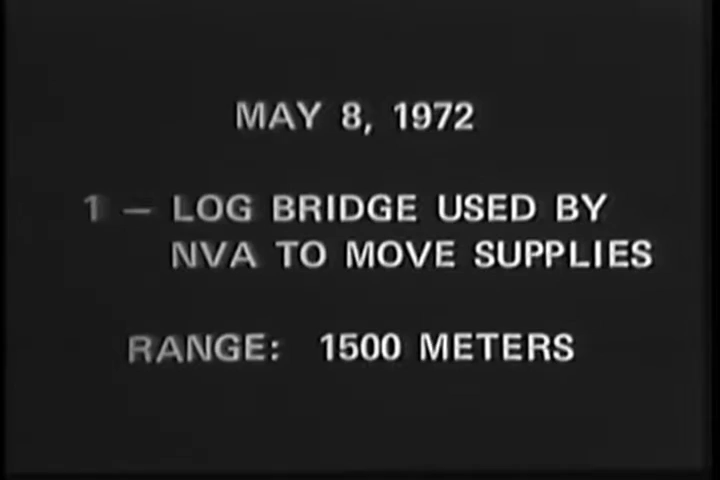 MAY 8, 1972
1 — LOG BRIDGE USED BY
NVA TO MOVE SUPPLIES
RANGE: 1500 METERS